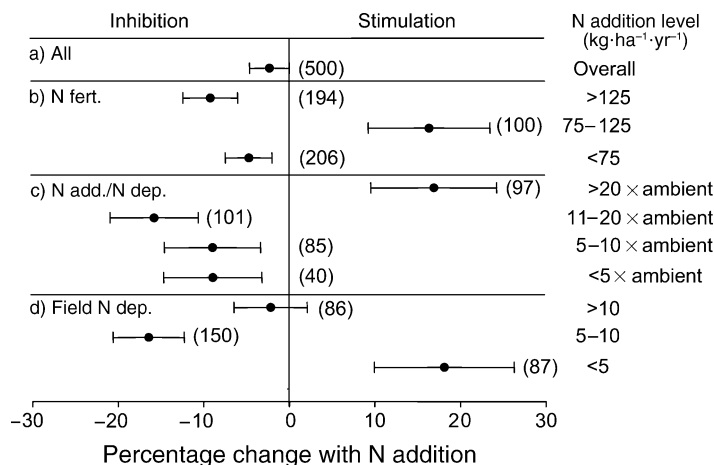 Inhibition Stimulation N addition level
(kg·ha⁻¹·yr⁻¹)
a) All (500) Overall
b) N fert. (194) >125
(100) 75–125
(206) <75
c) N add./N dep. (97) >20 × ambient
(101) 11–20 × ambient
(85) 5–10 × ambient
(40) <5 × ambient
d) Field N dep. (86) >10
(150) 5–10
(87) <5
−30 −20 −10 0 10 20 30
Percentage change with N addition